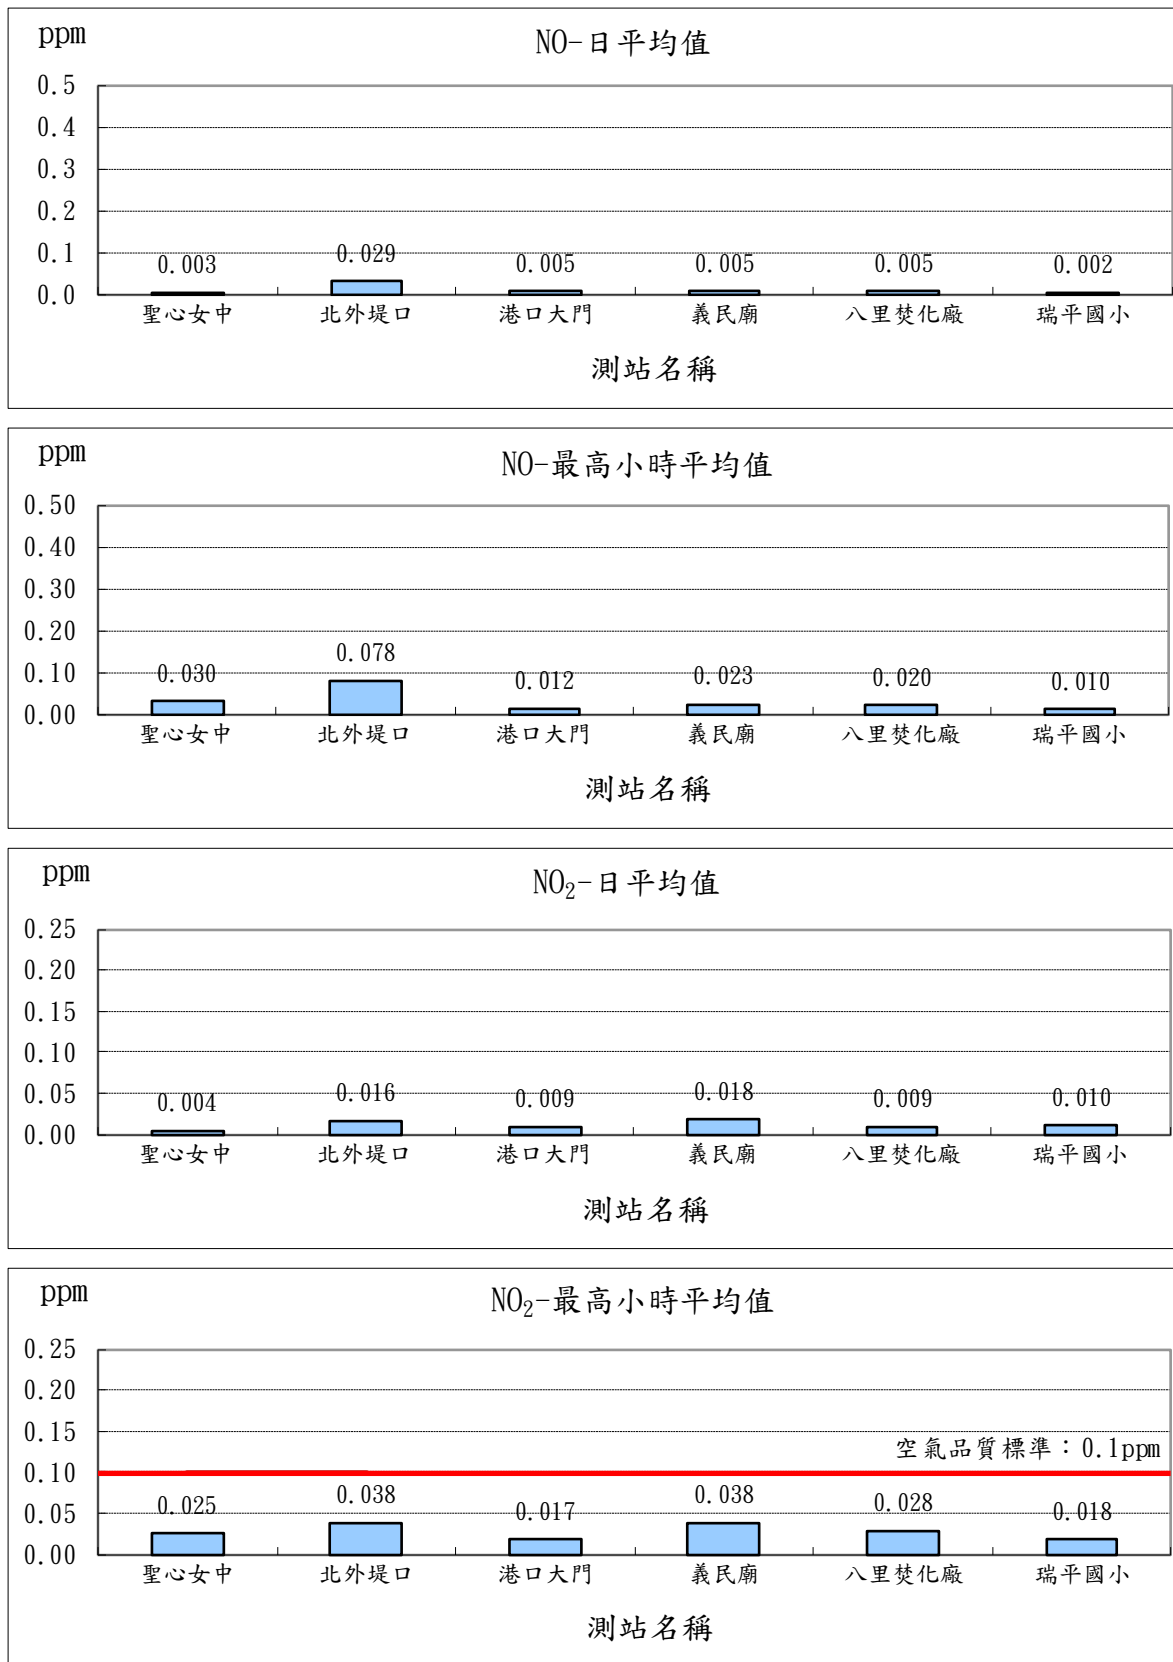 ppm
NO-日平均值
0.5
0.4
0.3
0.2
0.1
0.0
0.003 0.029 0.005 0.005 0.005 0.002
聖心女中 北外堤口 港口大門 義民廟 八里焚化廠 瑞平國小
測站名稱
ppm
NO-最高小時平均值
0.50
0.40
0.30
0.20
0.10
0.00
0.030 0.078 0.012 0.023 0.020 0.010
聖心女中 北外堤口 港口大門 義民廟 八里焚化廠 瑞平國小
測站名稱
ppm
NO₂-日平均值
0.25
0.20
0.15
0.10
0.05
0.00
0.004 0.016 0.009 0.018 0.009 0.010
聖心女中 北外堤口 港口大門 義民廟 八里焚化廠 瑞平國小
測站名稱
ppm
NO₂-最高小時平均值
0.25
0.20
0.15
0.10
0.05
0.00
空氣品質標準：0.1ppm
0.025 0.038 0.017 0.038 0.028 0.018
聖心女中 北外堤口 港口大門 義民廟 八里焚化廠 瑞平國小
測站名稱